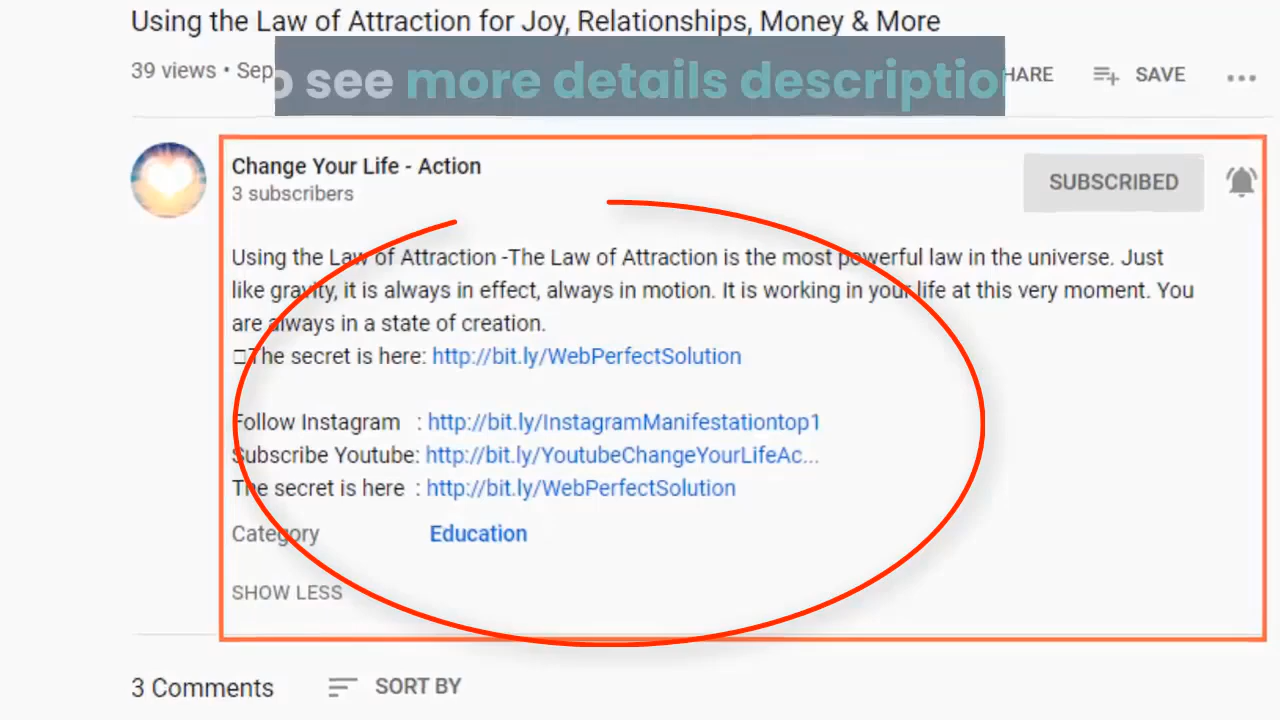 Using the Law of Attraction for Joy, Relationships, Money & More
39 views • Sep
see more details description
SAVE
Change Your Life - Action
3 subscribers
SUBSCRIBED
Using the Law of Attraction -The Law of Attraction is the most powerful law in the universe. Just
like gravity, it is always in effect, always in motion. It is working in your life at this very moment. You
are always in a state of creation.
The secret is here: http://bit.ly/WebPerfectSolution
Follow Instagram : http://bit.ly/InstagramManifestationtop1
Subscribe Youtube: http://bit.ly/YoutubeChangeYourLifeAc...
The secret is here : http://bit.ly/WebPerfectSolution
Category Education
SHOW LESS
3 Comments
SORT BY